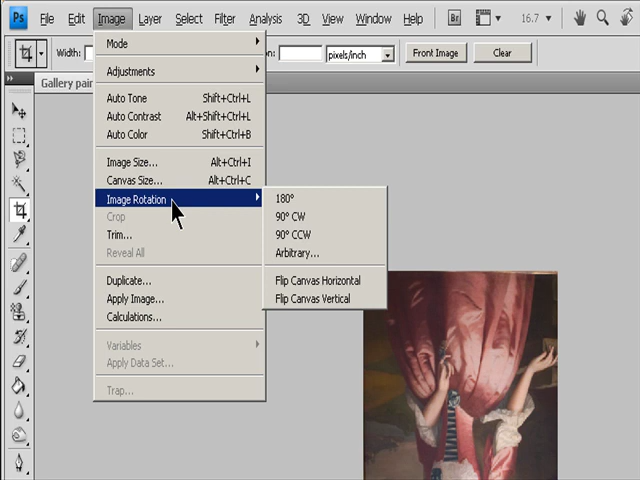 Ps File Edit Image Layer Select Filter Analysis 3D View Window Help Br 16.7
Width: pixels/inch Front Image Clear
Gallery pain
Mode
Adjustments
Auto Tone Shift+Ctrl+L
Auto Contrast Alt+Shift+Ctrl+L
Auto Color Shift+Ctrl+B
Image Size... Alt+Ctrl+I
Canvas Size... Alt+Ctrl+C
Image Rotation
Crop
Trim...
Reveal All
Duplicate...
Apply Image...
Calculations...
Variables
Apply Data Set...
Trap...
180°
90° CW
90° CCW
Arbitrary...
Flip Canvas Horizontal
Flip Canvas Vertical